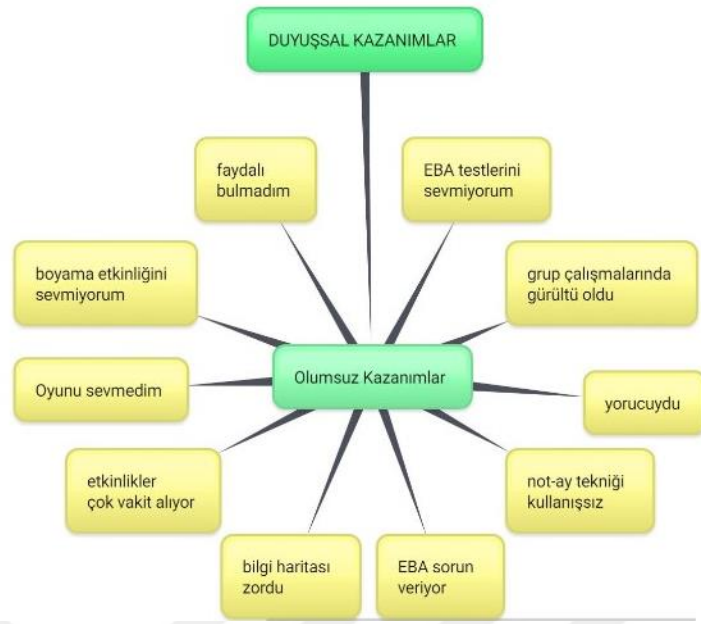 DUYUŞSAL KAZANIMLAR
faydalı
bulmadım
EBA testlerini
sevmiyorum
boyama etkinliğini
sevmiyorum
grup çalışmalarında
gürültü oldu
Olumsuz Kazanımlar
Oyunu sevmedim
yorucuydu
etkinlikler
çok vakit alıyor
not-ay tekniği
kullanışsız
bilgi haritası
zordu
EBA sorun
veriyor